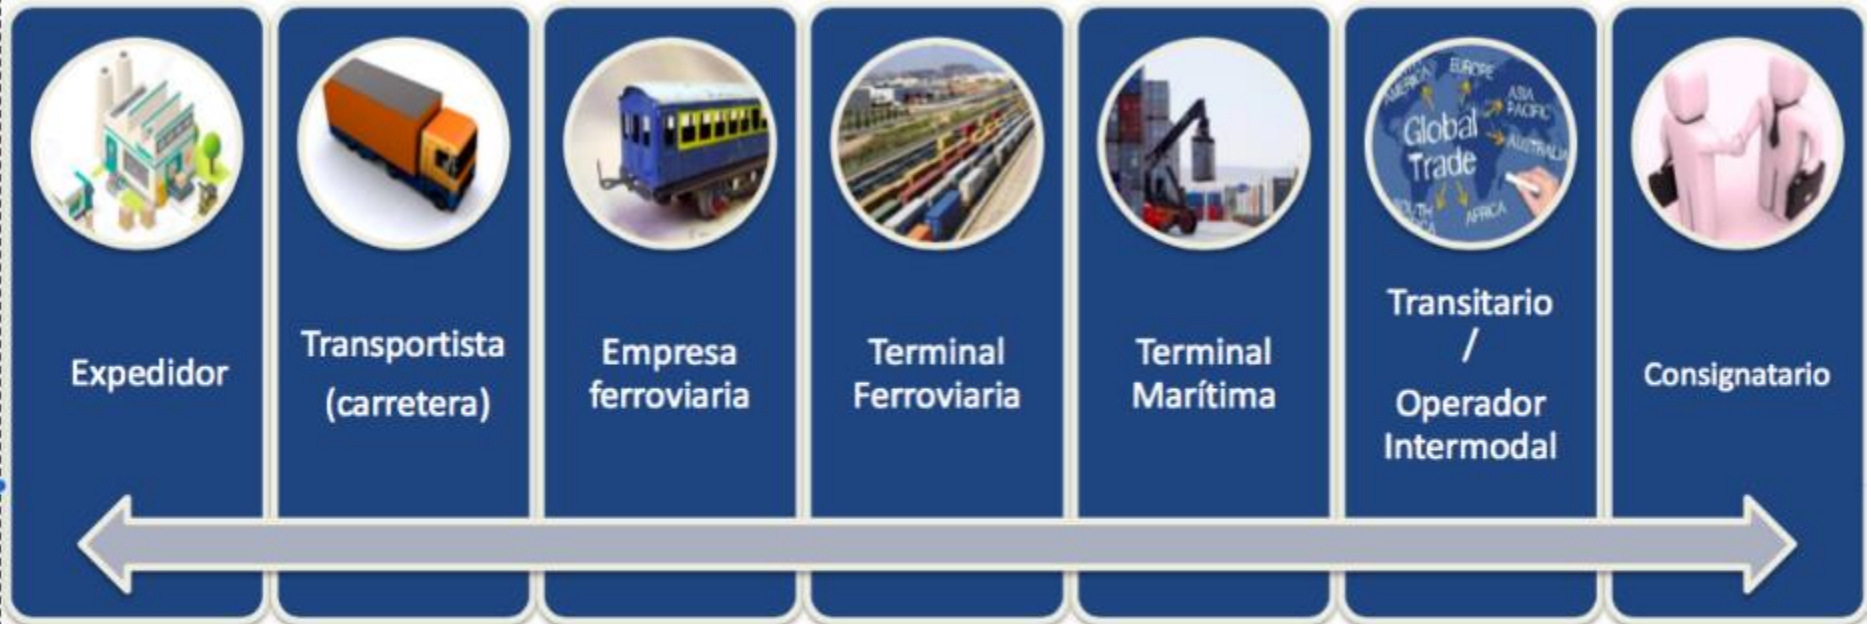 Expedidor
Transportista
(carretera)
Empresa
ferroviaria
Terminal
Ferroviaria
Terminal
Marítima
EUROPE
ASIA
PACIFIC
Global
Trade
AUSTRALIA
AFRICA
Transitario
/
Operador
Intermodal
Consignatario